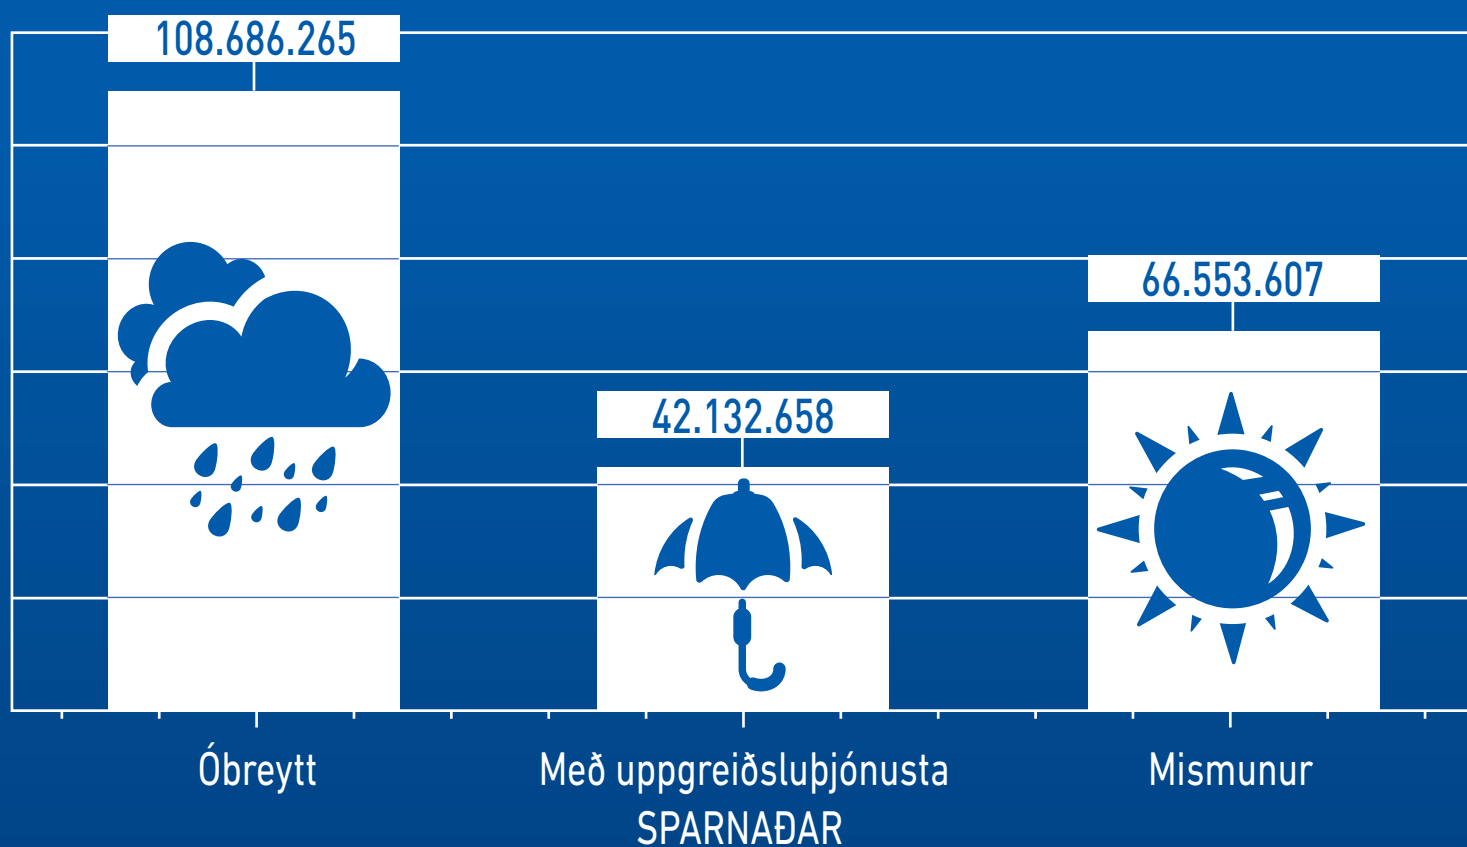 108.686.265
66.553.607
42.132.658
Óbreytt
Með uppgreiðsluþjónusta
SPARNAÐAR
Mismunur